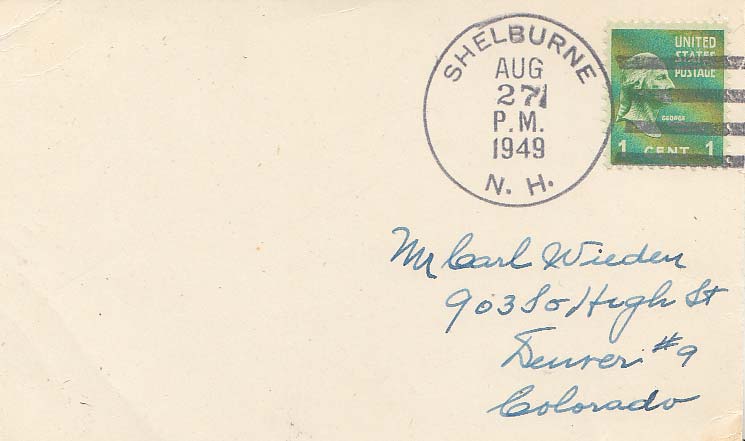 SHELBURNE
AUG
27
P.M.
1949
N. H.
UNITED
STATES
POSTAGE
GEORGE
1 CENT 1
Mr Carl Wieden
903 So High St
Denver #9
Colorado